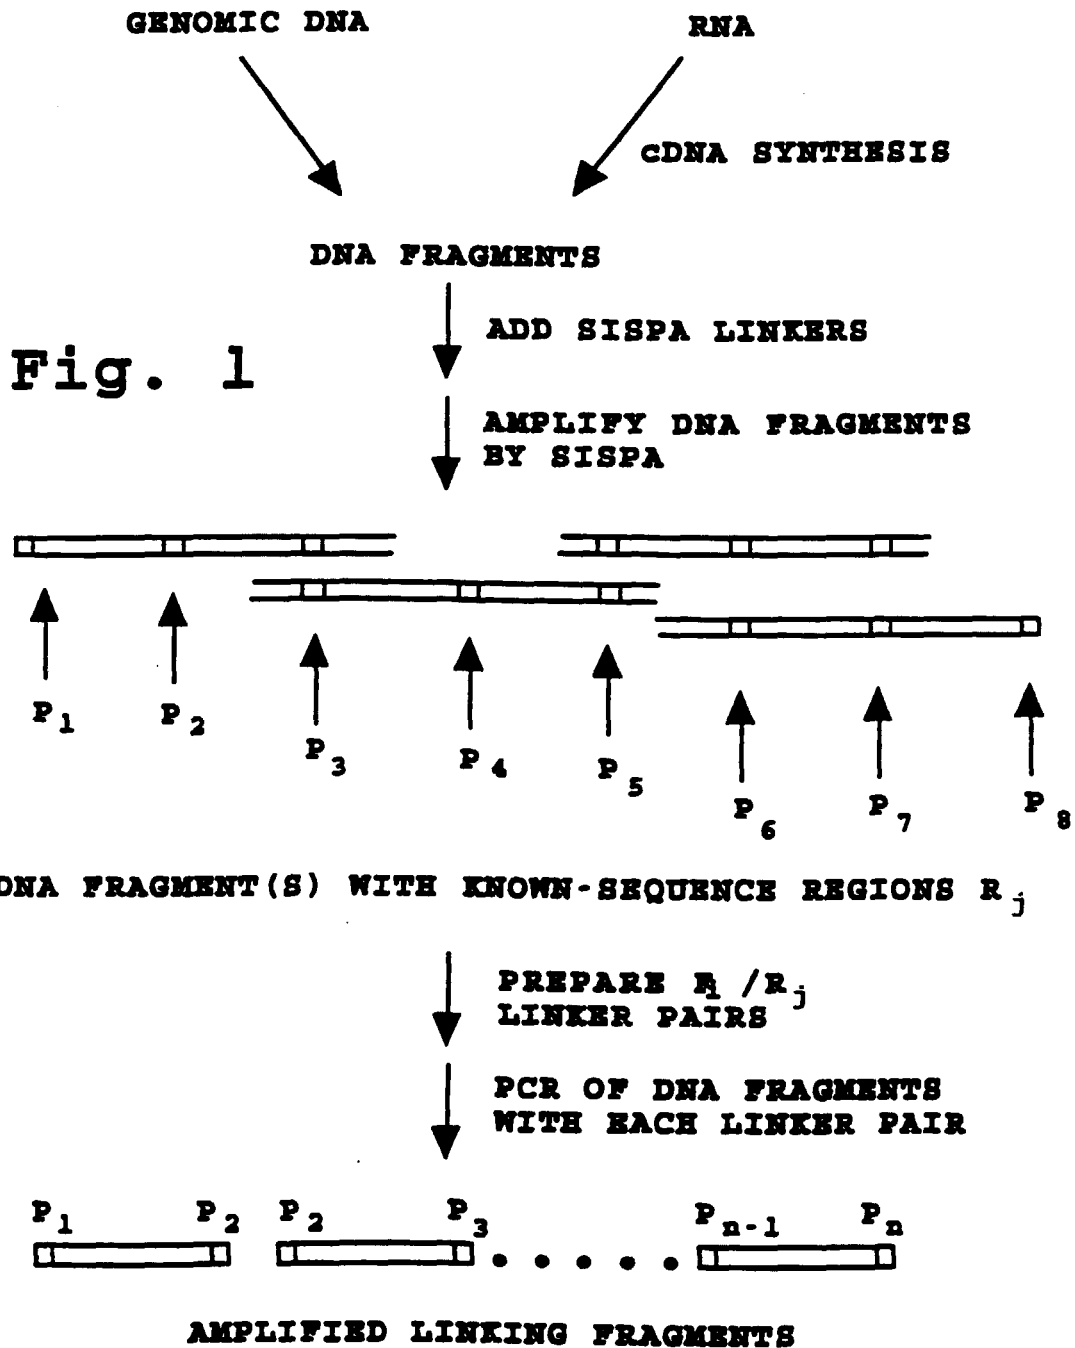 GENOMIC DNA
RNA
cDNA SYNTHESIS
DNA FRAGMENTS
ADD SISPA LINKERS
Fig. 1
AMPLIFY DNA FRAGMENTS
BY SISPA
P1
P2
P3
P4
P5
P6
P7
P8
DNA FRAGMENT(S) WITH KNOWN-SEQUENCE REGIONS Rj
PREPARE /Rj
LINKER PAIRS
PCR OF DNA FRAGMENTS
WITH EACH LINKER PAIR
P1 P2 P2 P3 Pn-1 Pn
AMPLIFIED LINKING FRAGMENTS